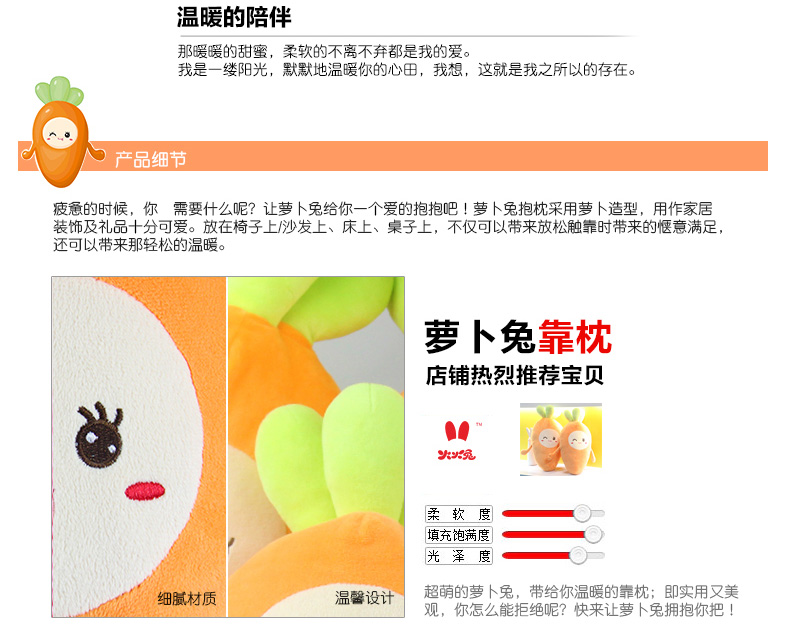 温暖的陪伴
那暖暖的甜蜜，柔软的不离不弃都是我的爱。
我是一缕阳光，默默地温暖你的心田，我想，这就是我之所以的存在。
产品细节
疲惫的时候，你 需要什么呢？让萝卜兔给你一个爱的抱抱吧！萝卜兔抱枕采用萝卜造型，用作家居
装饰及礼品十分可爱。放在椅子上/沙发上、床上、桌子上，不仅可以带来放松触靠时带来的惬意满足，
还可以带来那轻松的温暖。
细腻材质
温馨设计
萝卜兔靠枕
店铺热烈推荐宝贝
火火兔 TM
柔 软 度
填充饱满度
光 泽 度
超萌的萝卜兔，带给你温暖的靠枕；即实用又美
观，你怎么能拒绝呢？快来让萝卜兔拥抱你把！